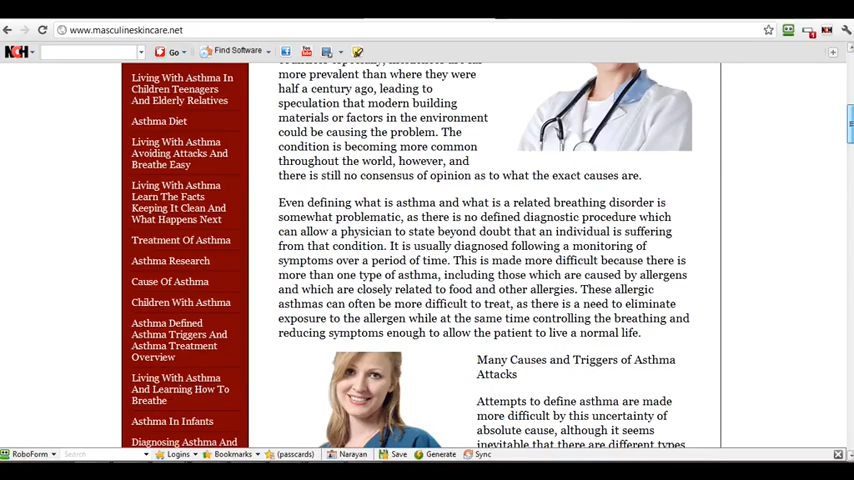 www.masculineskincare.net
NCH Go Find Software
Living With Asthma In
Children Teenagers
And Elderly Relatives
Asthma Diet
Living With Asthma
Avoiding Attacks And
Breathe Easy
Living With Asthma
Learn The Facts
Keeping It Clean And
What Happens Next
Treatment Of Asthma
Asthma Research
Cause Of Asthma
Children With Asthma
Asthma Defined
Asthma Triggers And
Asthma Treatment
Overview
Living With Asthma
And Learning How To
Breathe
Asthma In Infants
Diagnosing Asthma And
more prevalent than where they were
half a century ago, leading to
speculation that modern building
materials or factors in the environment
could be causing the problem. The
condition is becoming more common
throughout the world, however, and
there is still no consensus of opinion as to what the exact causes are.
Even defining what is asthma and what is a related breathing disorder is
somewhat problematic, as there is no defined diagnostic procedure which
can allow a physician to state beyond doubt that an individual is suffering
from that condition. It is usually diagnosed following a monitoring of
symptoms over a period of time. This is made more difficult because there is
more than one type of asthma, including those which are caused by allergens
and which are closely related to food and other allergies. These allergic
asthmas can often be more difficult to treat, as there is a need to eliminate
exposure to the allergen while at the same time controlling the breathing and
reducing symptoms enough to allow the patient to live a normal life.
Many Causes and Triggers of Asthma
Attacks
Attempts to define asthma are made
more difficult by this uncertainty of
absolute cause, although it seems
inevitable that there are different types
RoboForm Search Logins Bookmarks (passcards) Narayan Save Generate Sync